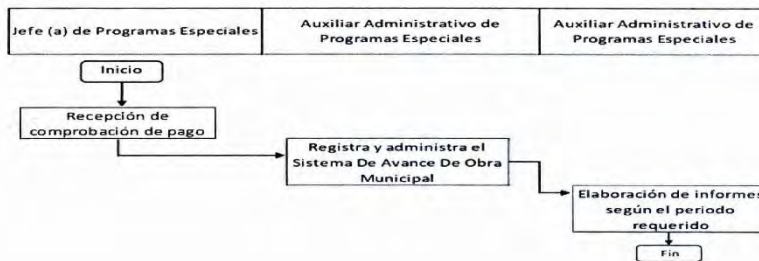 Jefe (a) de Programas Especiales
Auxiliar Administrativo de
Programas Especiales
Auxiliar Administrativo de
Programas Especiales
Inicio
Recepción de
comprobación de pago
Registra y administra el
Sistema De Avance De Obra
Municipal
Elaboración de informes
según el periodo
requerido
Fin